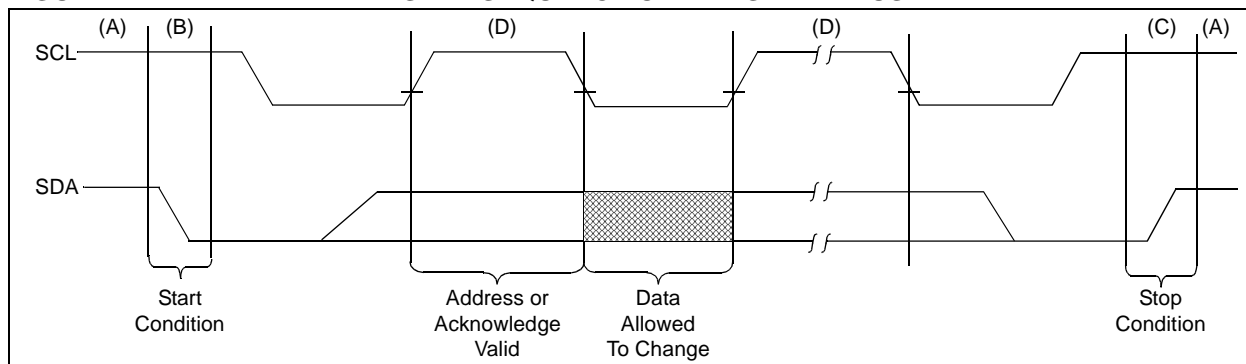 (A) (B) (D) (D) (C) (A)
SCL
SDA
Start
Condition
Address or
Acknowledge
Valid
Data
Allowed
To Change
Stop
Condition